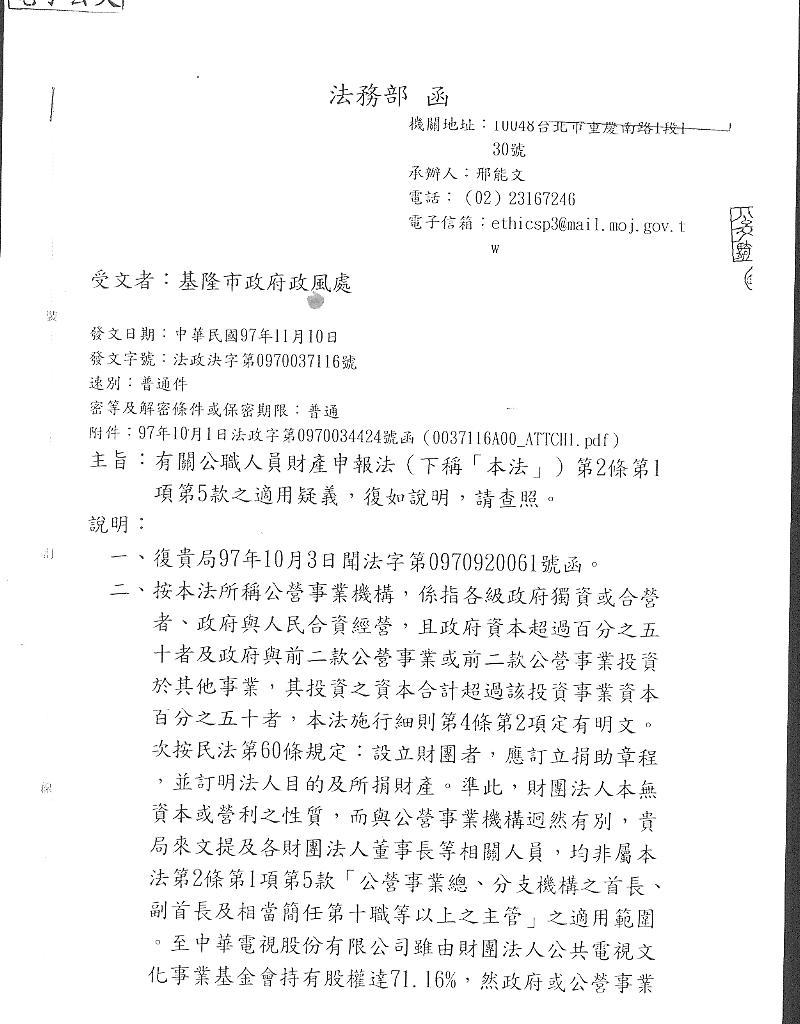 法務部 函
機關地址：10048台北市重慶南路1段1
30號
承辦人：邢能文
電話：（02）23167246
電子信箱：ethicsp3@mail.moj.gov.t
w
受文者：基隆市政府政風處
發文日期：中華民國97年11月10日
發文字號：法政決字第0970037116號
速別：普通件
密等及解密條件或保密期限：普通
附件：97年10月1日法政字第0970034424號函（0037116A00_ATTCH1.pdf）
主旨：有關公職人員財產申報法（下稱「本法」）第2條第1
項第5款之適用疑義，復如說明，請查照。
說明：
一、復貴局97年10月3日聞法字第0970920061號函。
二、按本法所稱公營事業機構，係指各級政府獨資或合營
者、政府與人民合資經營，且政府資本超過百分之五
十者及政府與前二款公營事業或前二款公營事業投資
於其他事業，其投資之資本合計超過該投資事業資本
百分之五十者，本法施行細則第4條第2項定有明文。
次按民法第60條規定：設立財團者，應訂立捐助章程
，並訂明法人目的及所捐財產。準此，財團法人本無
資本或營利之性質，而與公營事業機構迥然有別，貴
局來文提及各財團法人董事長等相關人員，均非屬本
法第2條第1項第5款「公營事業總、分支機構之首長、
副首長及相當簡任第十職等以上之主管」之適用範圍
。至中華電視股份有限公司雖由財團法人公共電視文
化事業基金會持有股權達71.16%，然政府或公營事業
裝
訂
線